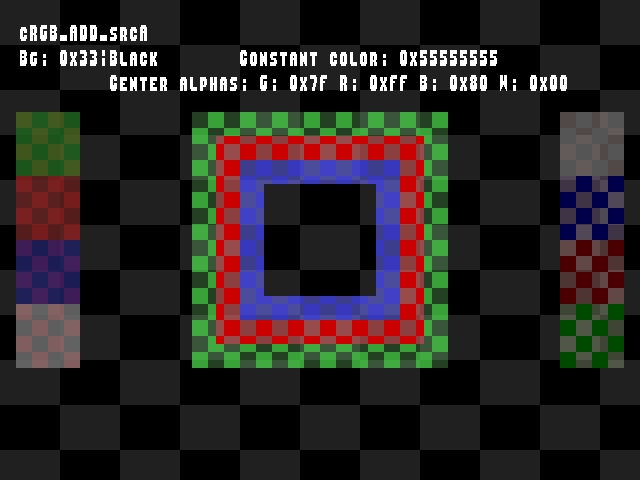 cRGB_ADD_srcA
Bg: 0x33;Black Constant color: 0x55555555
Center alphas: G: 0x7f R: 0xff B: 0x80 W: 0x00